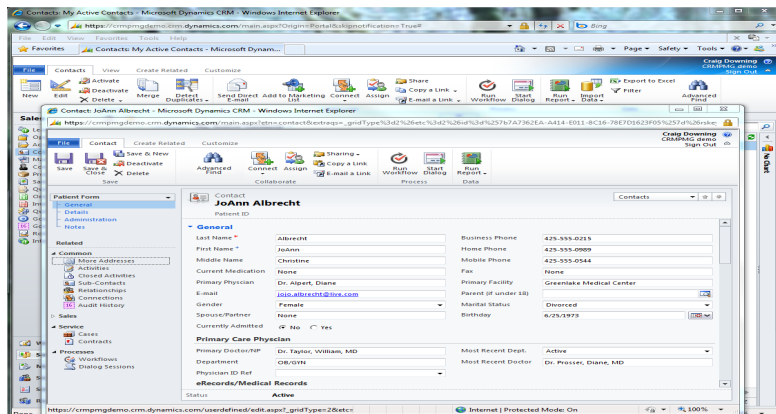 Contacts: My Active Contacts - Microsoft Dynamics CRM - Windows Internet Explorer
https://crmpmgdemo.crm.dynamics.com/main.aspx?Origin=Portal&skipnotification=True#
Bing
File Edit View Favorites Tools Help
Favorites Contacts: My Active Contacts - Microsoft Dynam...
Page Safety Tools
Craig Downing
CRMPMG demo
Sign Out
File Contacts View Create Related Customize
New Edit Activate Deactivate Delete Merge Detect Duplicates Send Direct E-mail Add to Marketing List Connect Assign Share Copy a Link E-mail a Link Run Workflow Start Dialog Run Report Import Data Export to Excel Filter Advanced Find
Contact: JoAnn Albrecht - Microsoft Dynamics CRM - Windows Internet Explorer
Craig Downing
CRMPMG demo
Sign Out
File Contact Create Related Customize
Save Save & Close Save & New Deactivate Delete Advanced Find Connect Assign Sharing Copy a Link E-mail a Link Run Workflow Start Dialog Run Report
Save Collaborate Process Data
No Chart
Patient Form
General
Details
Administration
Notes
Related
Common
More Addresses
Activities
Closed Activities
Sub-Contacts
Relationships
Connections
Audit History
Sales
Service
Cases
Contracts
Processes
Workflows
Dialog Sessions
Contact
JoAnn Albrecht
Contacts
Patient ID
General
Last Name * Albrecht Business Phone 425-555-0215
First Name * JoAnn Home Phone 425-555-0989
Middle Name Christine Mobile Phone 425-555-0544
Current Medication None Fax None
Primary Physcian Dr. Alpert, Diane Primary Facility Greenlake Medical Center
E-mail jojo.albrecht@live.com Parent (if under 18)
Gender Female Marital Status Divorced
Spouse/Partner None Birthday 6/25/1973
Currently Admitted No Yes
Primary Care Physcian
Primary Doctor/NP Dr. Taylor, William, MD Most Recent Dept. Active
Department OB/GYN Most Recent Doctor Dr. Prosser, Diane, MD
Physician ID Ref
eRecords/Medical Records
Status Active
https://crmpmgdemo.crm.dynamics.com/userdefined/edit.aspx?_gridType=2&etc= Internet | Protected Mode: On 100%